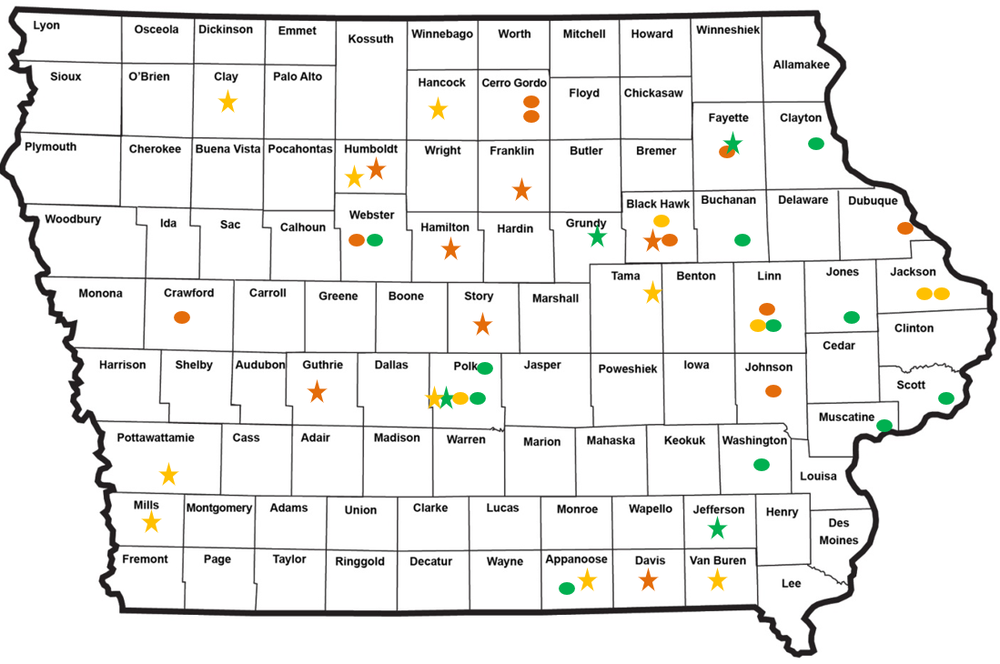 Lyon
Osceola
Dickinson
Emmet
Kossuth
Winnebago
Worth
Mitchell
Howard
Winneshiek
Allamakee
Sioux
O'Brien
Clay
Palo Alto
Hancock
Cerro Gordo
Floyd
Chickasaw
Fayette
Clayton
Plymouth
Cherokee
Buena Vista
Pocahontas
Humboldt
Wright
Franklin
Butler
Bremer
Woodbury
Ida
Sac
Calhoun
Webster
Hamilton
Hardin
Grundy
Black Hawk
Buchanan
Delaware
Dubuque
Monona
Crawford
Carroll
Greene
Boone
Story
Marshall
Tama
Benton
Linn
Jones
Jackson
Clinton
Cedar
Harrison
Shelby
Audubon
Guthrie
Dallas
Polk
Jasper
Poweshiek
Iowa
Johnson
Scott
Muscatine
Pottawattamie
Cass
Adair
Madison
Warren
Marion
Mahaska
Keokuk
Washington
Louisa
Mills
Montgomery
Adams
Union
Clarke
Lucas
Monroe
Wapello
Jefferson
Henry
Des
Moines
Fremont
Page
Taylor
Ringgold
Decatur
Wayne
Appanoose
Davis
Van Buren
Lee